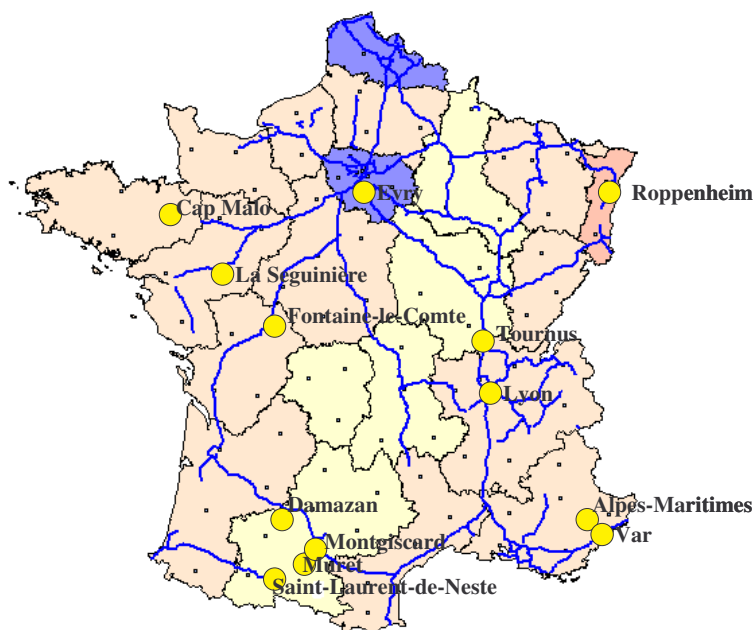 Evry
Roppenheim
Cap Malo
La Séguinière
Fontaine-le-Comte
Tournus
Lyon
Damazan
Alpes-Maritimes
Var
Montgiscard
Muret
Saint-Laurent-de-Neste